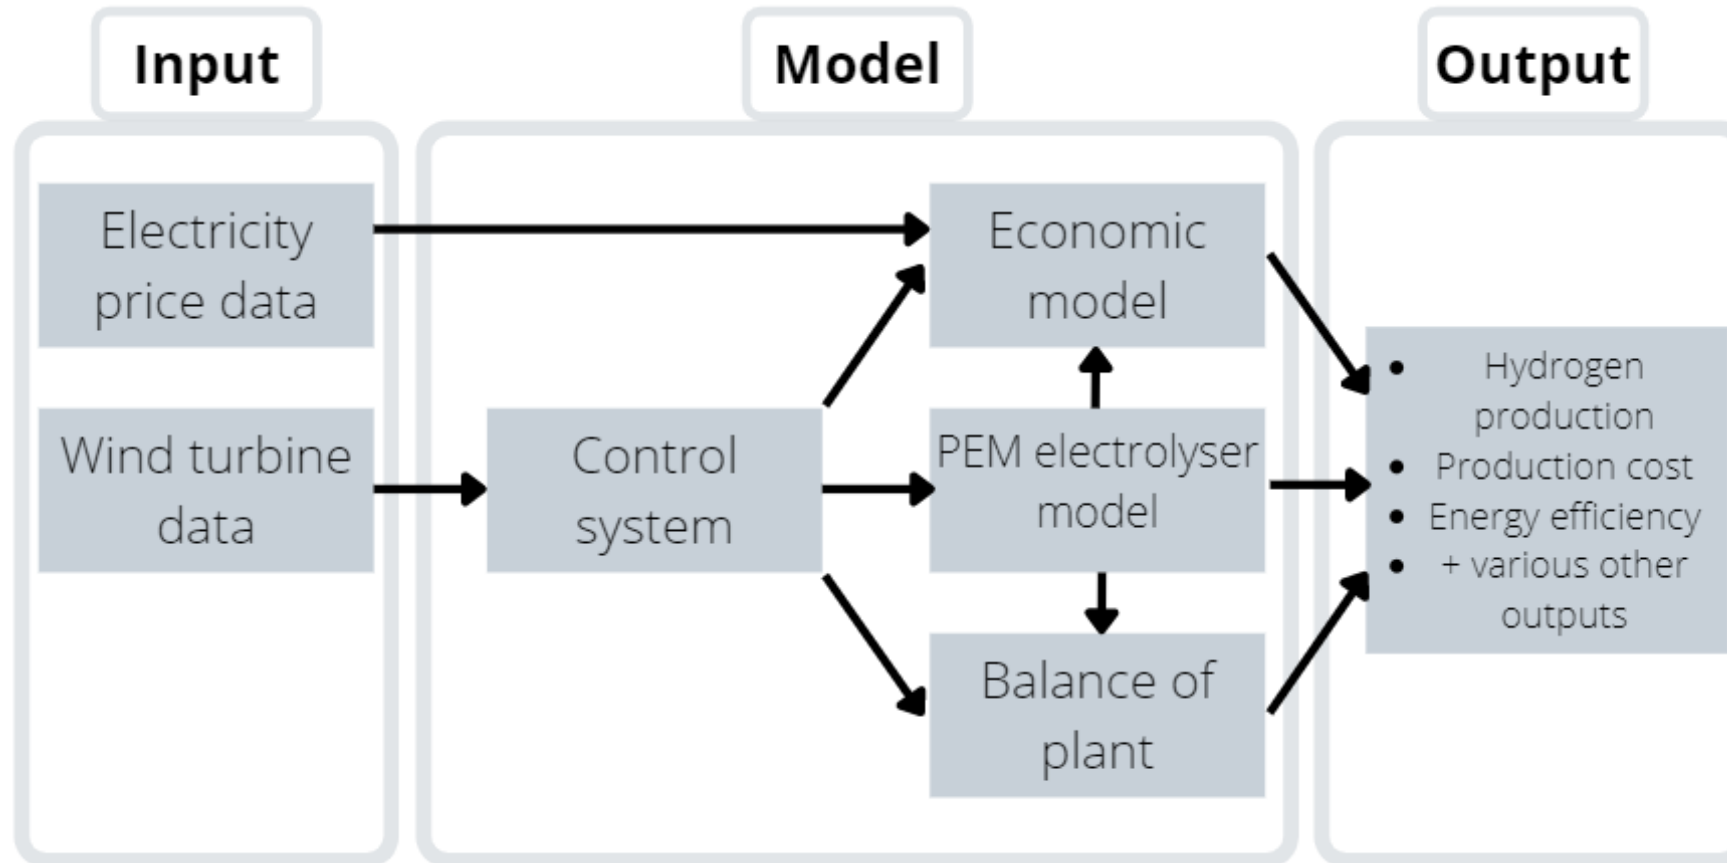 Input
Model
Output
Electricity
price data
Economic
model
Wind turbine
data
Control
system
PEM electrolyser
model
Balance of
plant
• Hydrogen
production
• Production cost
• Energy efficiency
• + various other
outputs